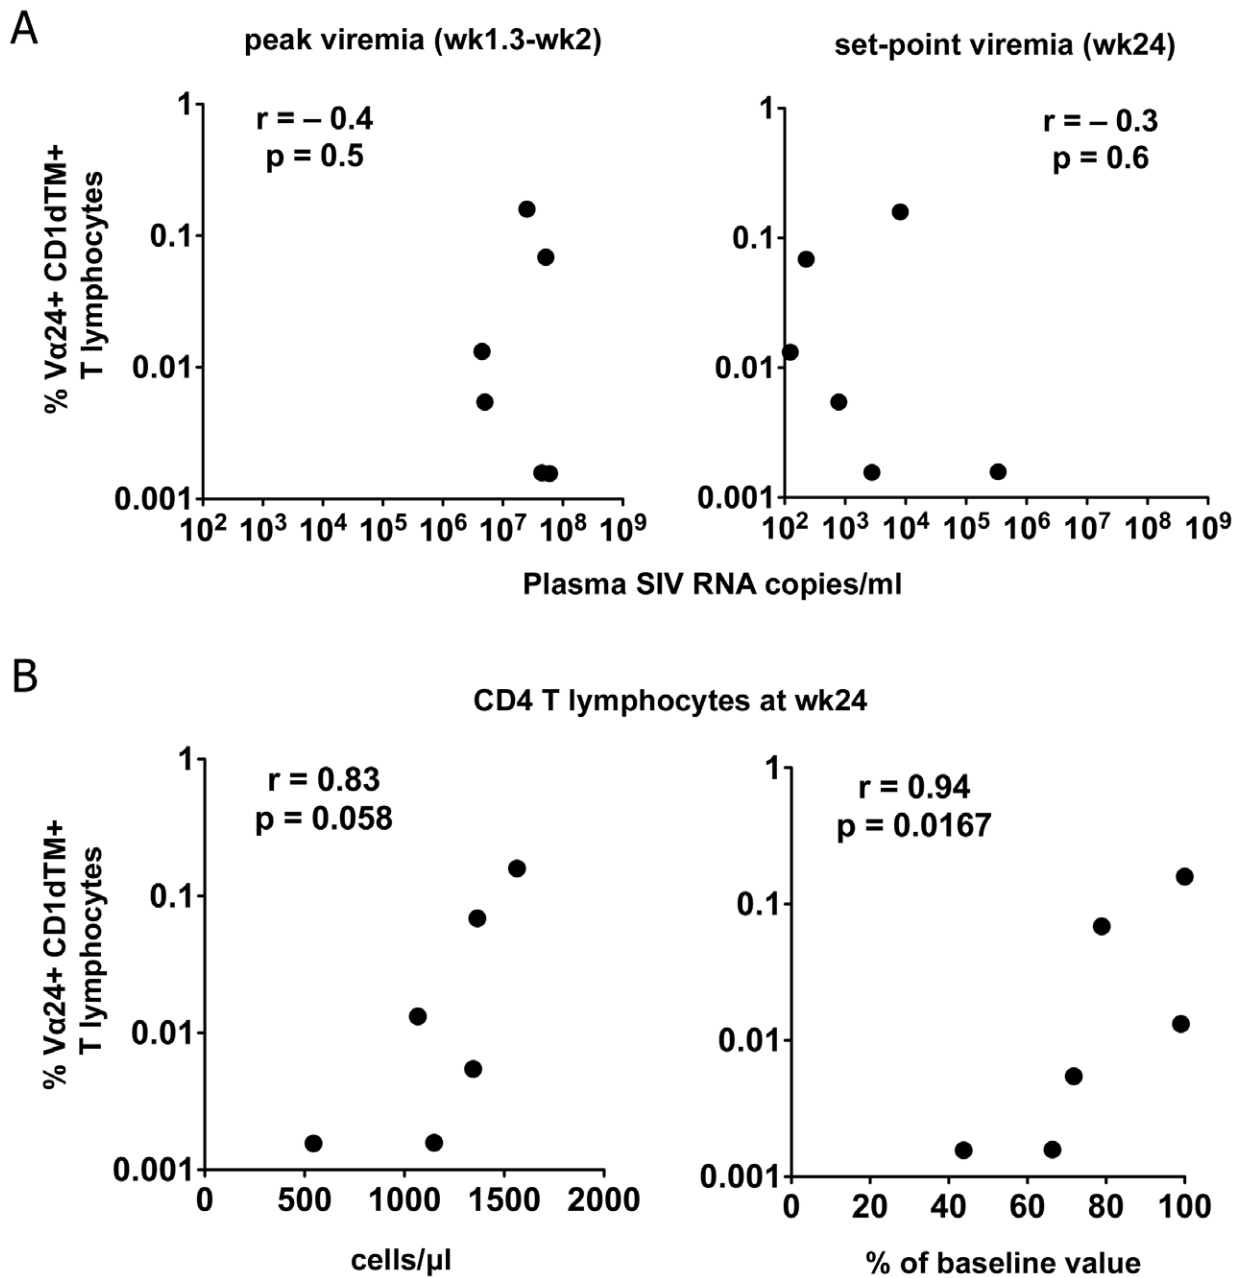 A
peak viremia (wk1.3-wk2)
set-point viremia (wk24)
r = – 0.4
p = 0.5
r = – 0.3
p = 0.6
% Vα24+ CD1dTM+
T lymphocytes
1
0.1
0.01
0.001
10² 10³ 10⁴ 10⁵ 10⁶ 10⁷ 10⁸ 10⁹
1
0.1
0.01
0.001
10² 10³ 10⁴ 10⁵ 10⁶ 10⁷ 10⁸ 10⁹
Plasma SIV RNA copies/ml
B
CD4 T lymphocytes at wk24
r = 0.83
p = 0.058
r = 0.94
p = 0.0167
% Vα24+ CD1dTM+
T lymphocytes
1
0.1
0.01
0.001
0 500 1000 1500 2000
cells/µl
1
0.1
0.01
0.001
0 20 40 60 80 100
% of baseline value